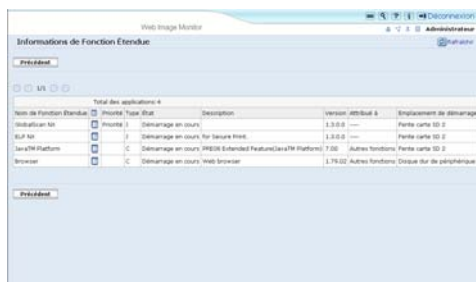 Déconnexion
Web Image Monitor
Administrateur
Informations de Fonction Étendue
Rafraîchir
Précédent
1/1
Total des applications: 4
Nom de Fonction Étendue Priorité Type État Description Version Attribué à Emplacement de démarrage
GlobalScan NX Priorité J Démarrage en cours 1.3.0.0 ---- Fente carte SD 2
ELP NX J Démarrage en cours for Secure Print. 1.3.0.0 ---- Fente carte SD 2
JavaTM Platform C Démarrage en cours Extended Feature(JavaTM Platform) 7.00 Autres fonctions Fente carte SD 2
Browser C Démarrage en cours Web browser 1.79.02 Autres fonctions Disque dur de périphérique
Précédent